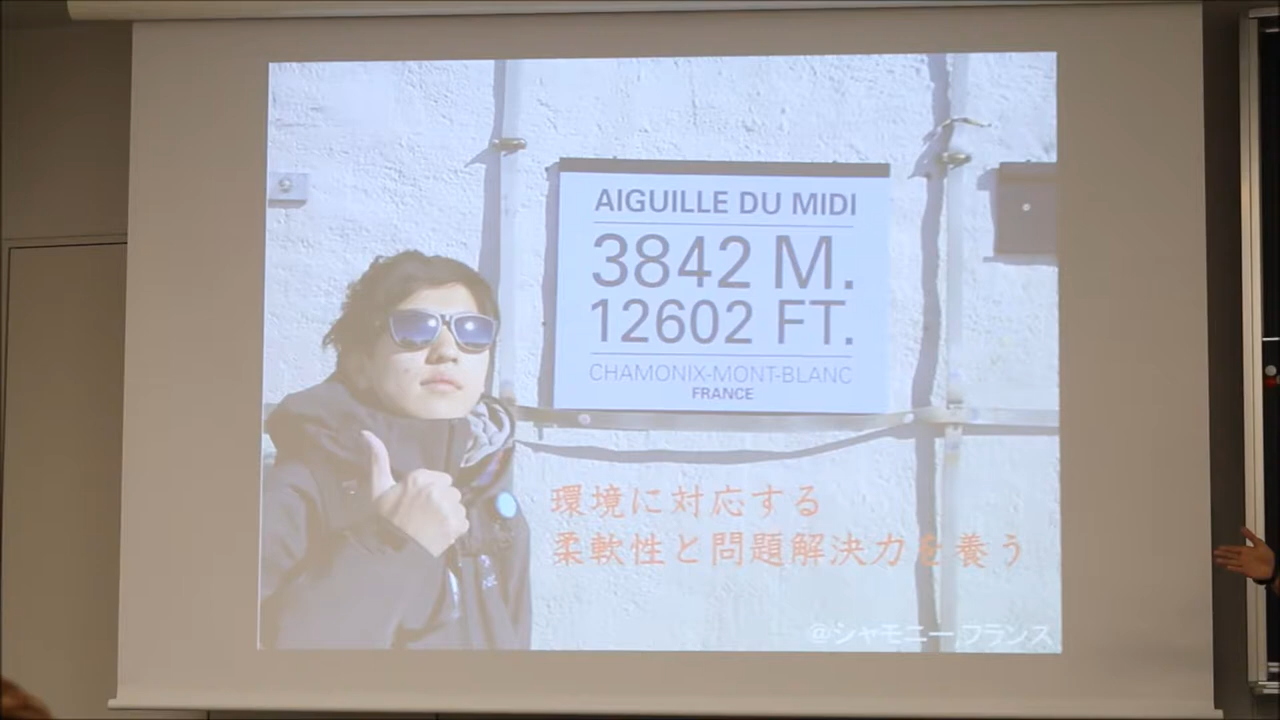 AIGUILLE DU MIDI
3842 M.
12602 FT.
CHAMONIX-MONT-BLANC
FRANCE
環境に対応する
柔軟性と問題解決力を養う
@シャモニー,フランス